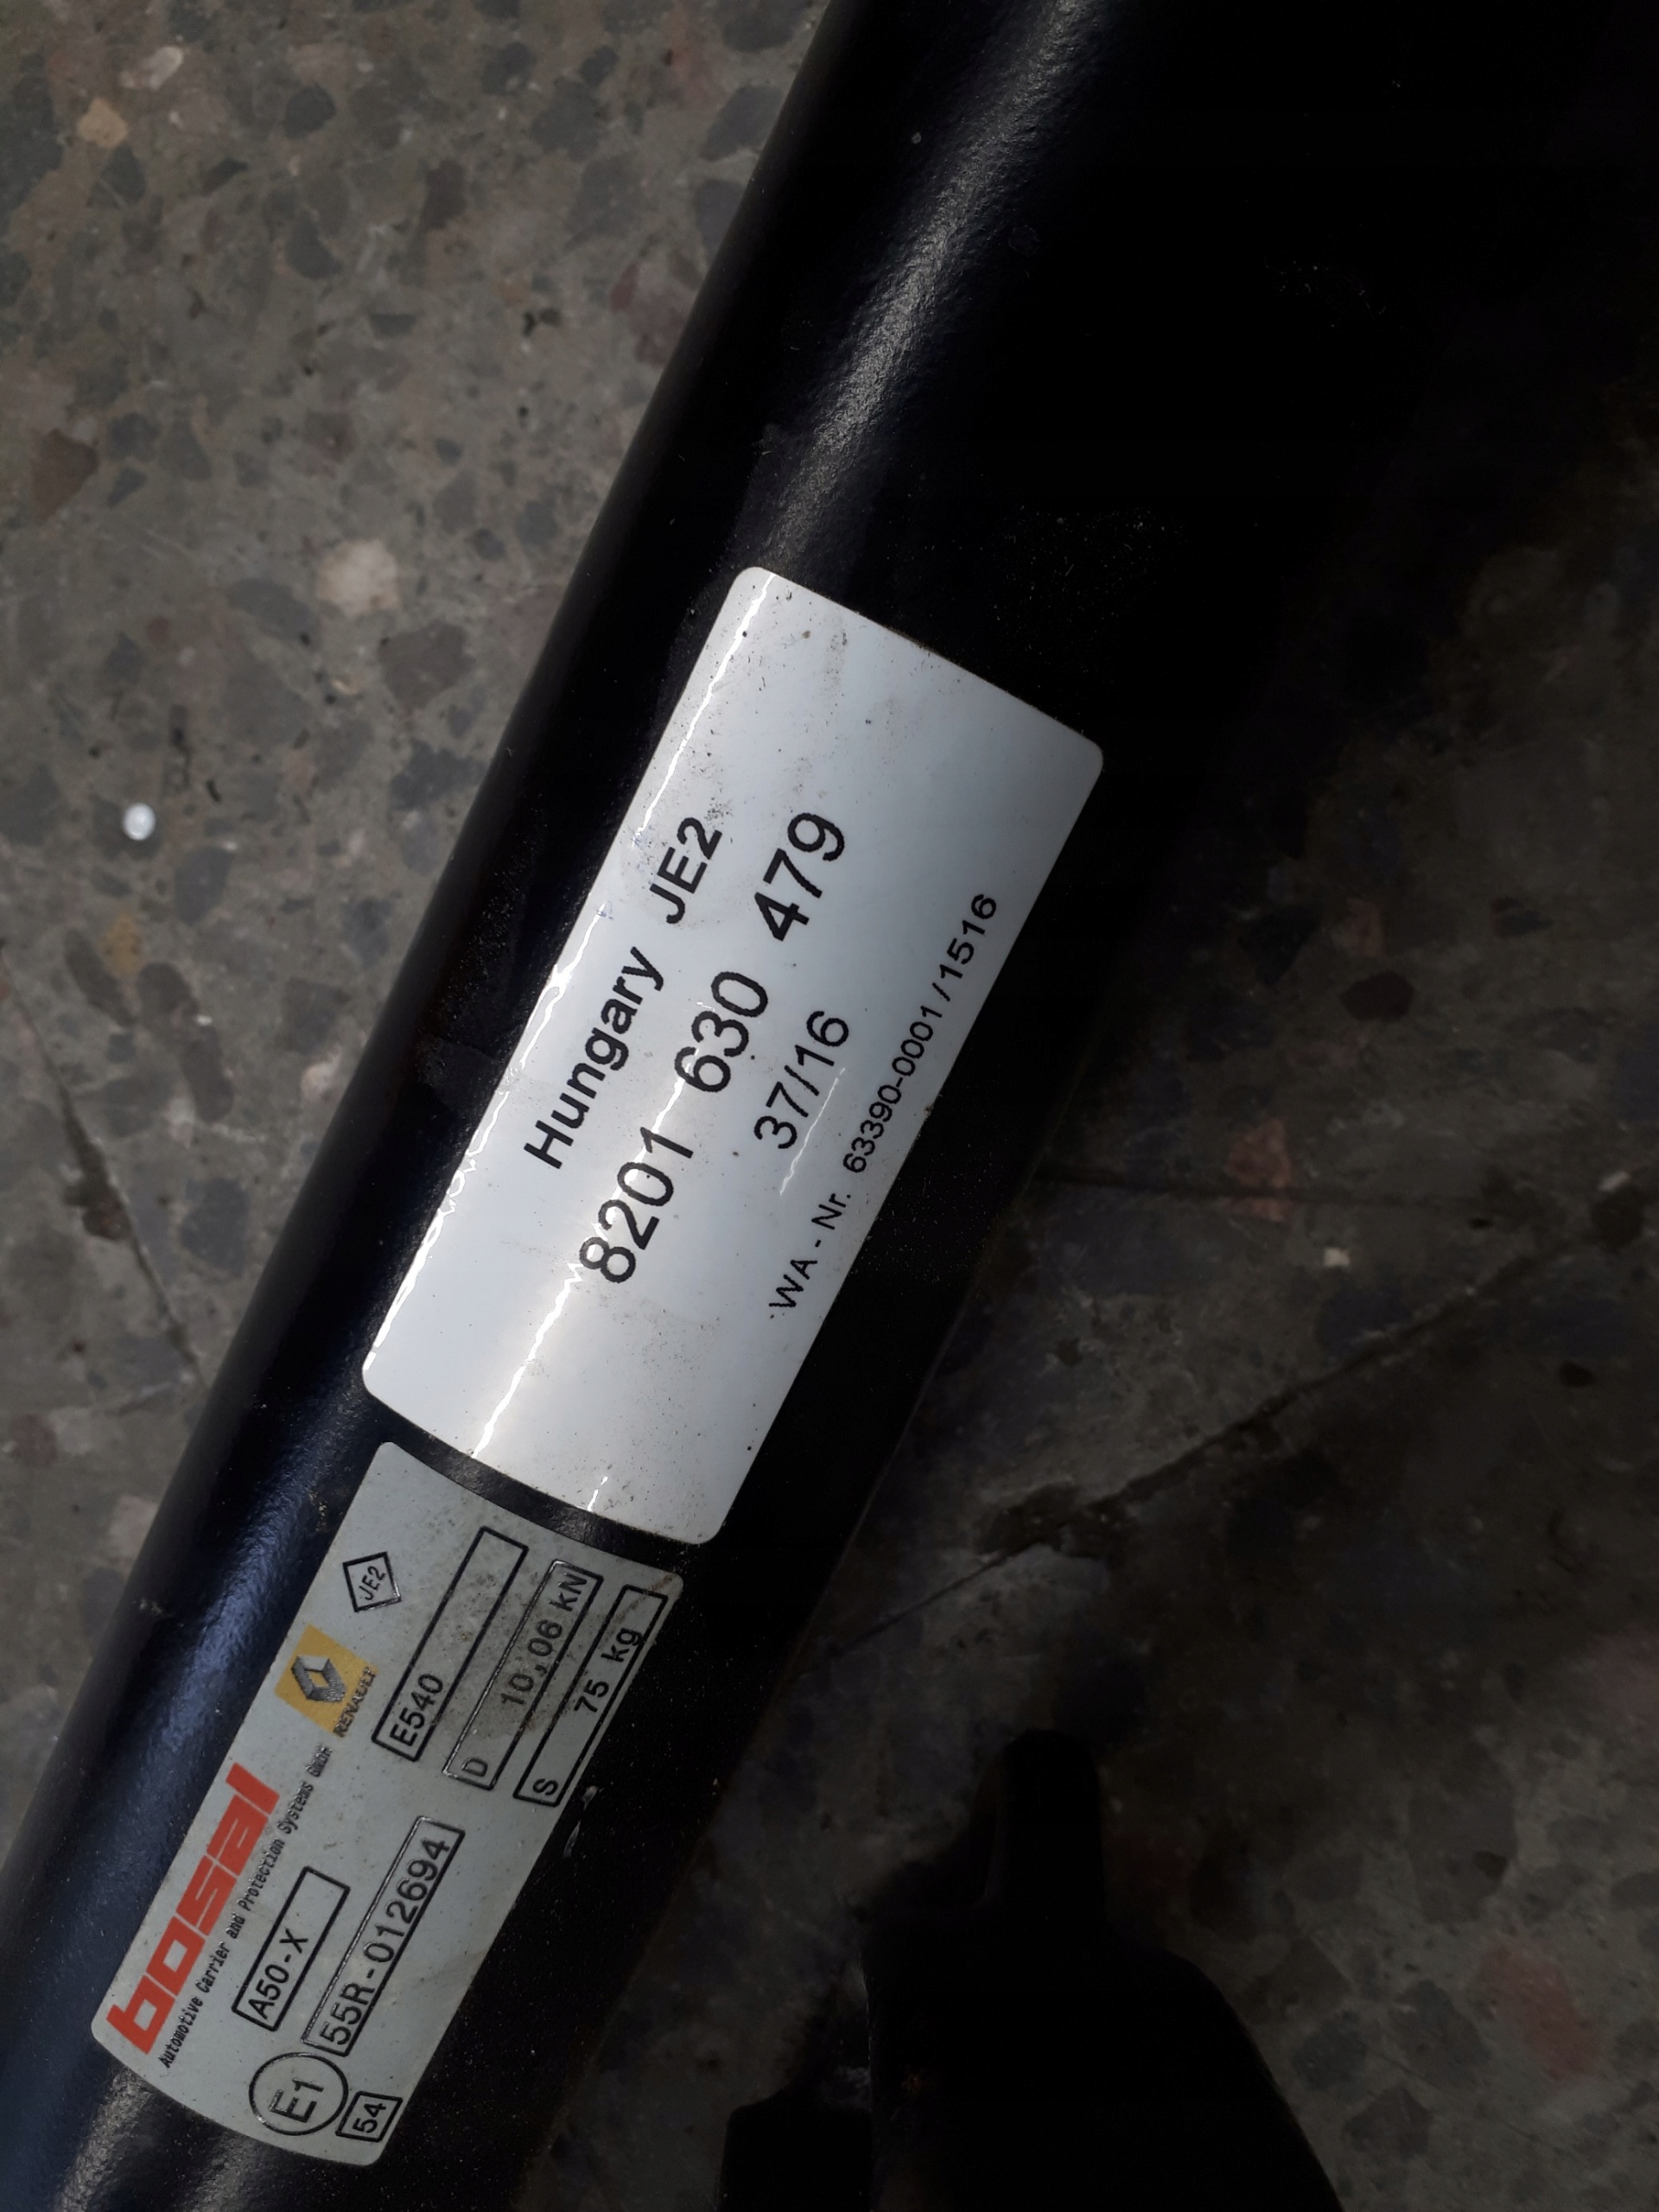 Hungary JE2
8201 630 479
37/16
WA - Nr. 63390-0001/1516
bosal
Automotive Carrier and Protection Systems GmbH
RENAULT
JE2
A50-X
E540
E1
55R-012694
D 10,06 kN
54
S 75 kg